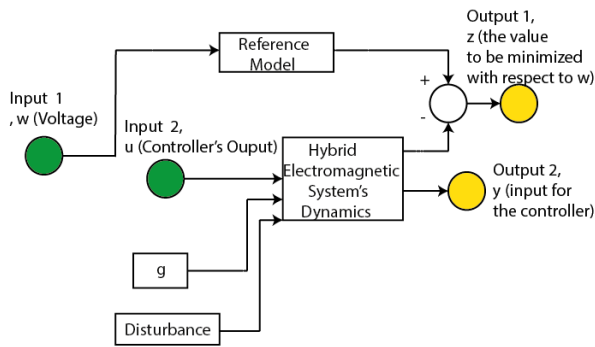 Output 1,
z (the value
to be minimized
with respect to w)
Reference
Model
+
-
Input 1
, w (Voltage)
Input 2,
u (Controller's Ouput)
Hybrid
Electromagnetic
System's
Dynamics
Output 2,
y (input for
the controller)
g
Disturbance